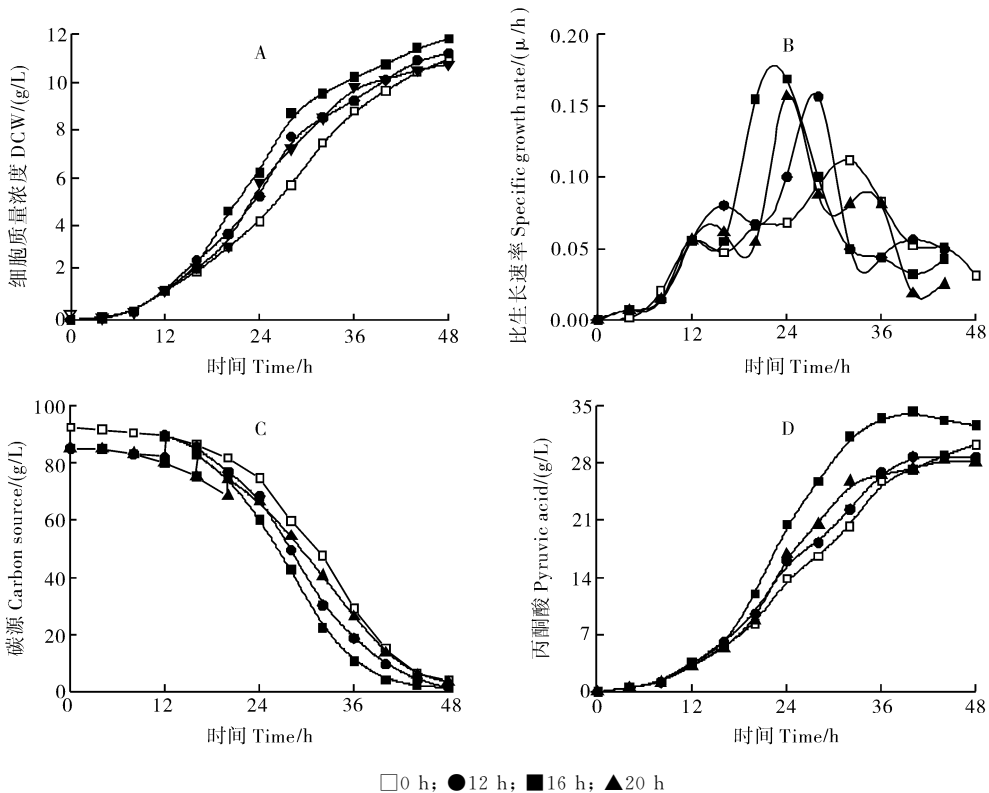 A
细胞质量浓度 DCW/(g/L)
12
10
8
6
4
2
0
0 12 24 36 48
时间 Time/h
B
比生长速率 Specific growth rate/(μ/h)
0.20
0.15
0.10
0.05
0.00
0 12 24 36 48
时间 Time/h
C
碳源 Carbon source/(g/L)
100
80
60
40
20
0
0 12 24 36 48
时间 Time/h
D
丙酮酸 Pyruvic acid/(g/L)
35
28
21
14
7
0
0 12 24 36 48
时间 Time/h
□0 h; ●12 h; ■16 h; ▲20 h